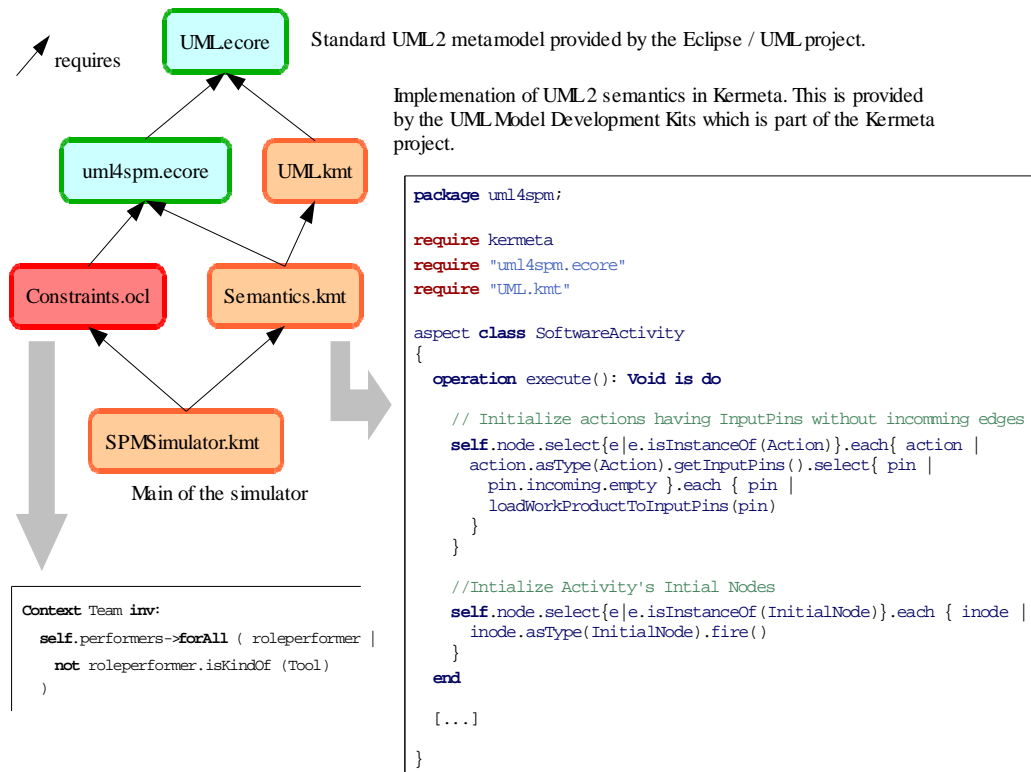 UML.ecore
Standard UML2 metamodel provided by the Eclipse / UML project.
requires
Implemenation of UML2 semantics in Kermeta. This is provided
by the UML Model Development Kits which is part of the Kermeta
project.
uml4spm.ecore
UML.kmt
Constraints.ocl
Semantics.kmt
SPMSimulator.kmt
Main of the simulator
package uml4spm;
require kermeta
require "uml4spm.ecore"
require "UML.kmt"
aspect class SoftwareActivity
{
operation execute(): Void is do
// Initialize actions having InputPins without incomming edges
self.node.select{e|e.isInstanceOf(Action)}.each{ action |
action.asType(Action).getInputPins().select{ pin |
pin.incoming.empty }.each { pin |
loadWorkProductToInputPins(pin)
}
}
//Intialize Activity's Intial Nodes
self.node.select{e|e.isInstanceOf(InitialNode)}.each { inode |
inode.asType(InitialNode).fire()
}
end
[...]
}
Context Team inv:
self.performers->forAll ( roleperformer |
not roleperformer.isKindOf (Tool)
)